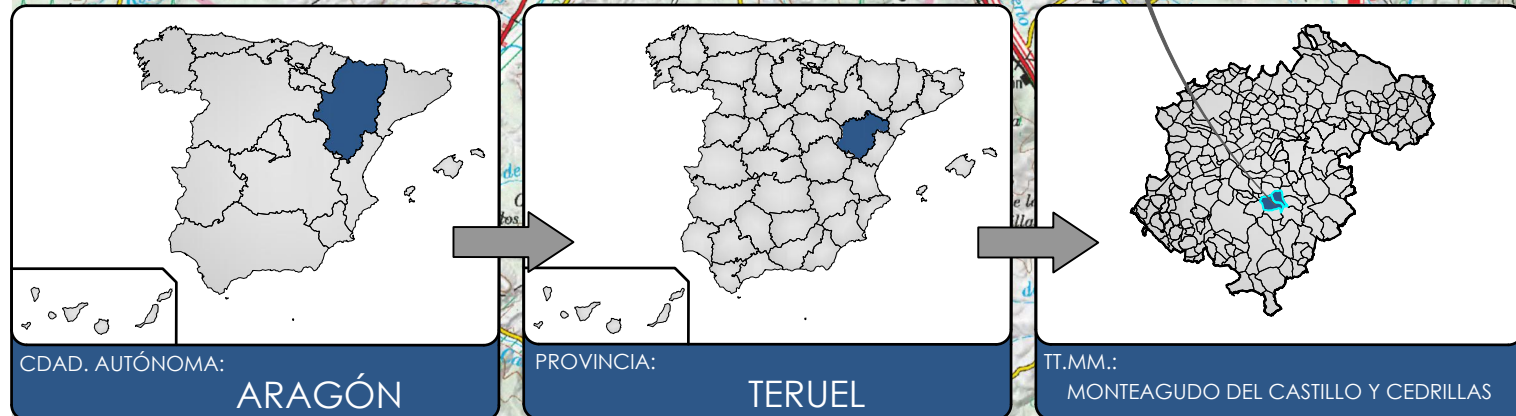 CDAD. AUTÓNOMA:
ARAGÓN
PROVINCIA:
TERUEL
TT.MM.:
MONTEAGUDO DEL CASTILLO Y CEDRILLAS